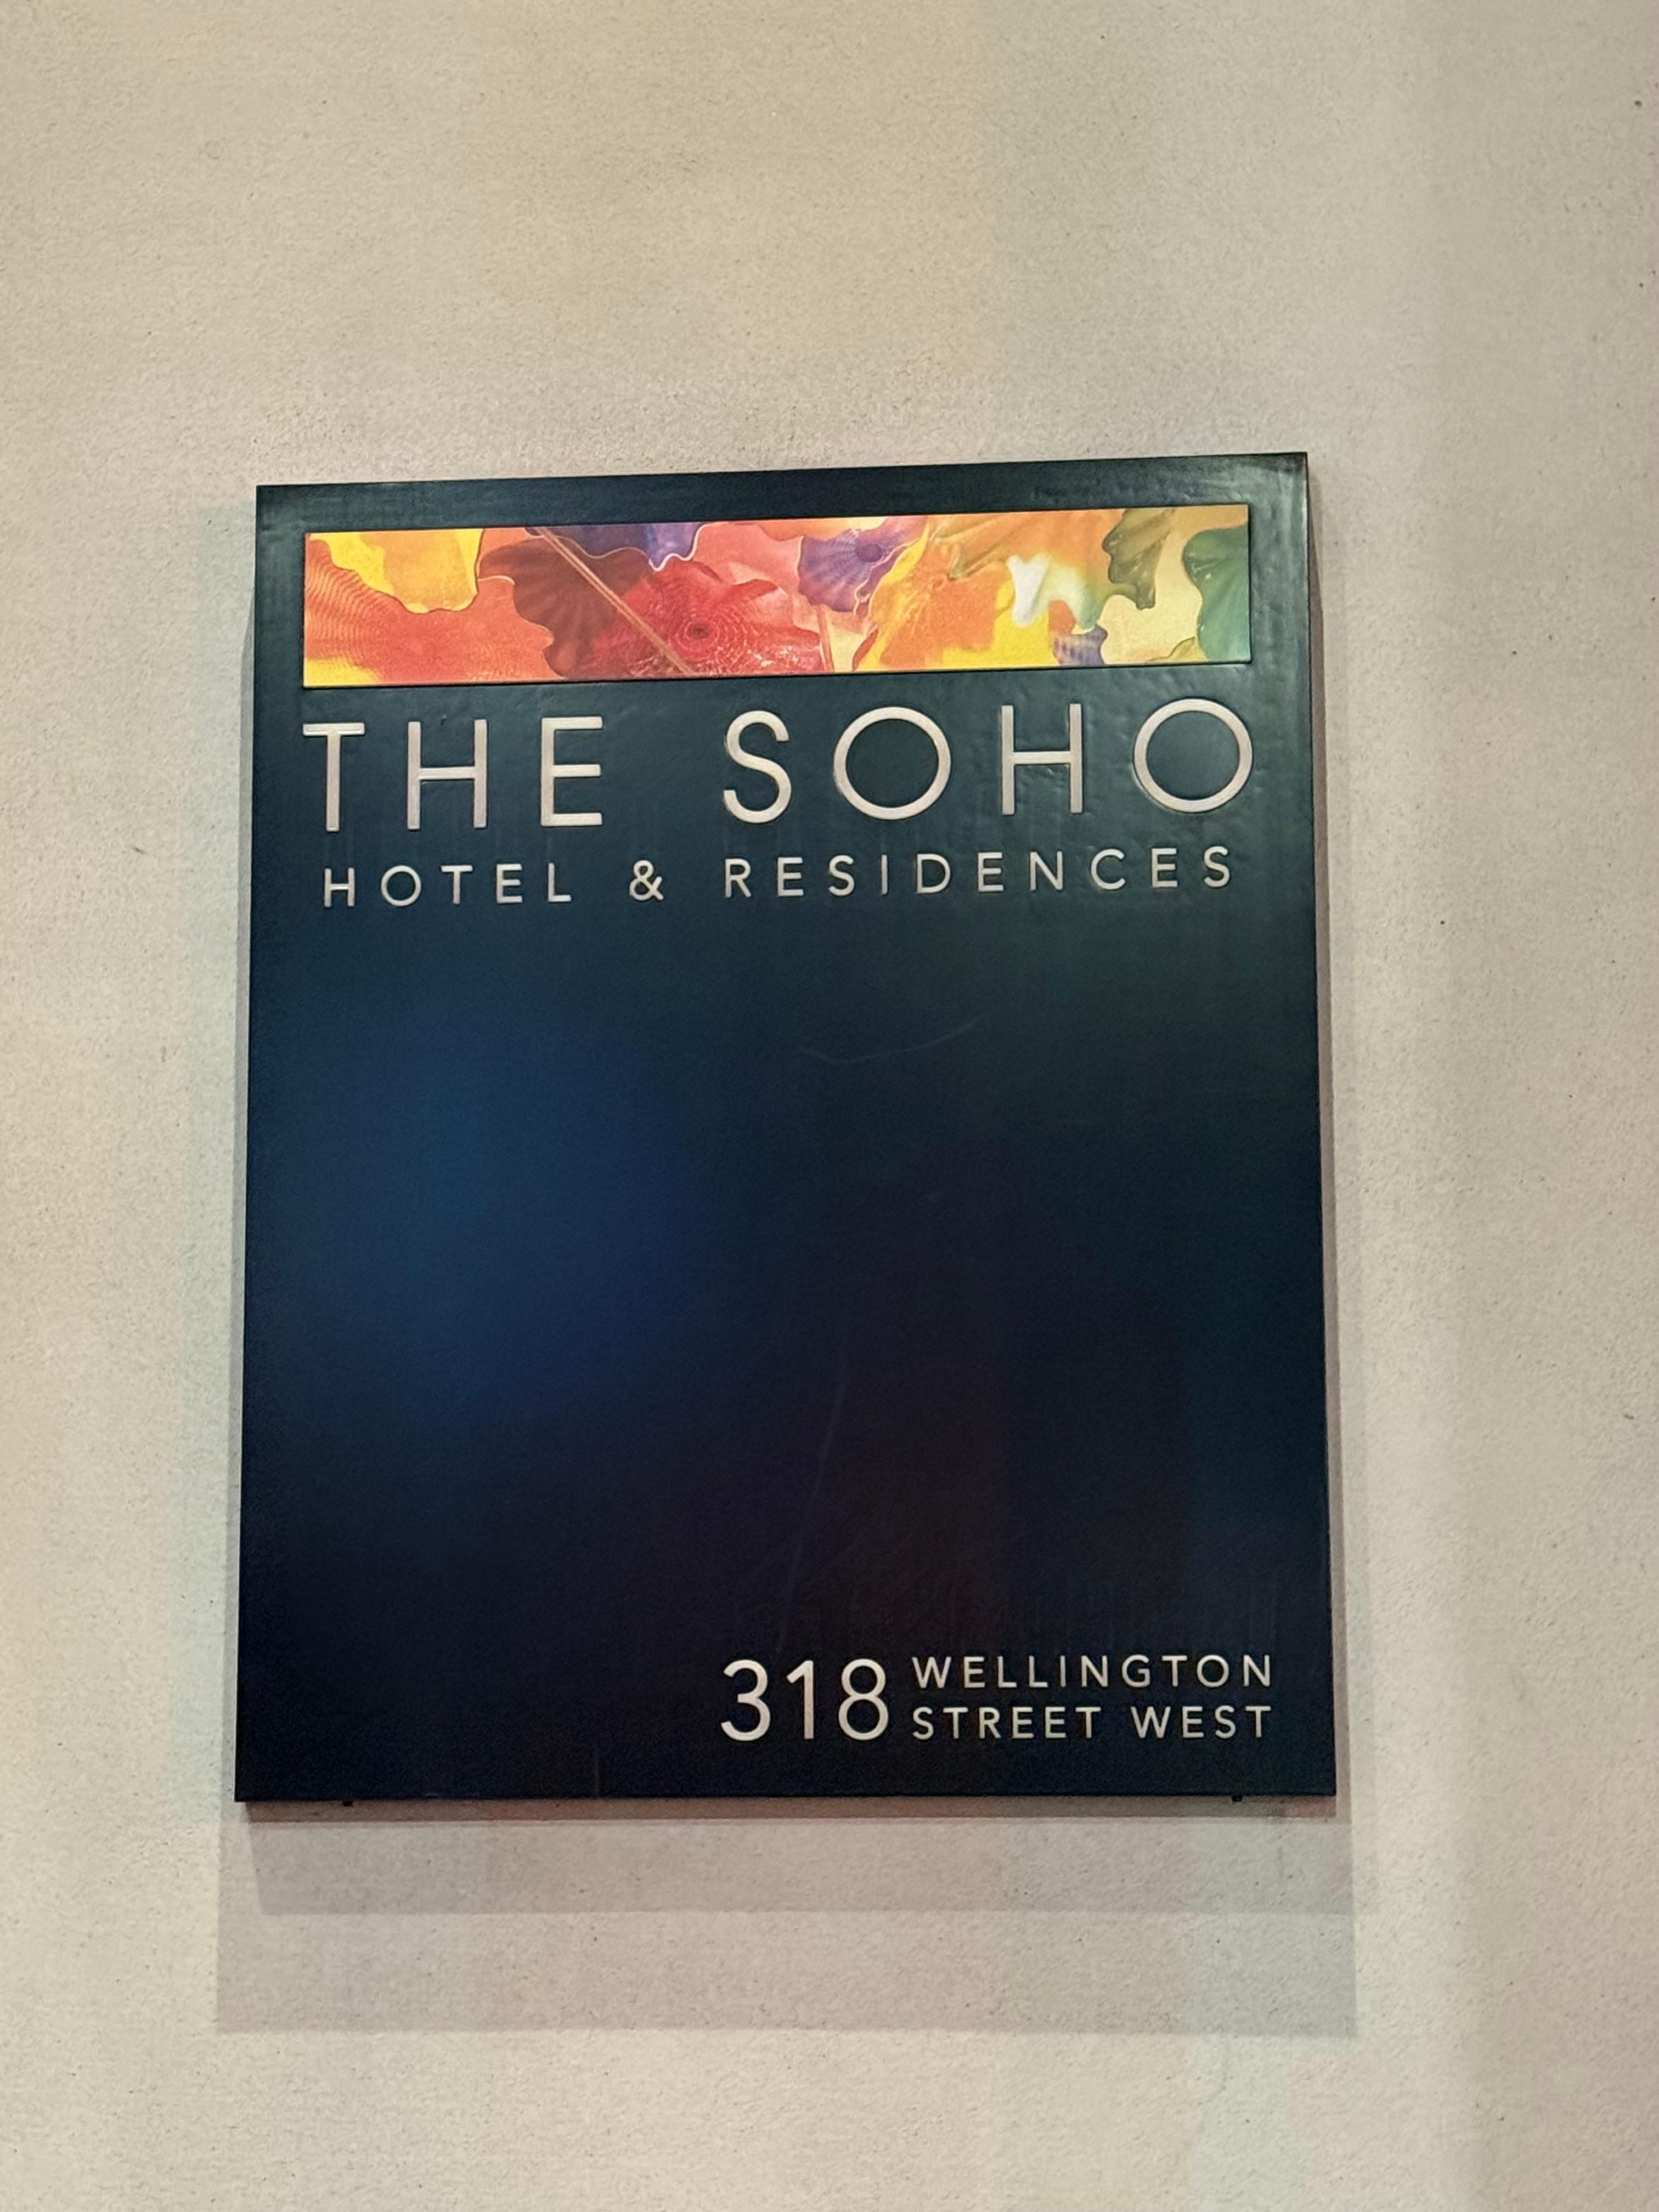 THE SOHO
HOTEL & RESIDENCES
318 WELLINGTON
STREET WEST